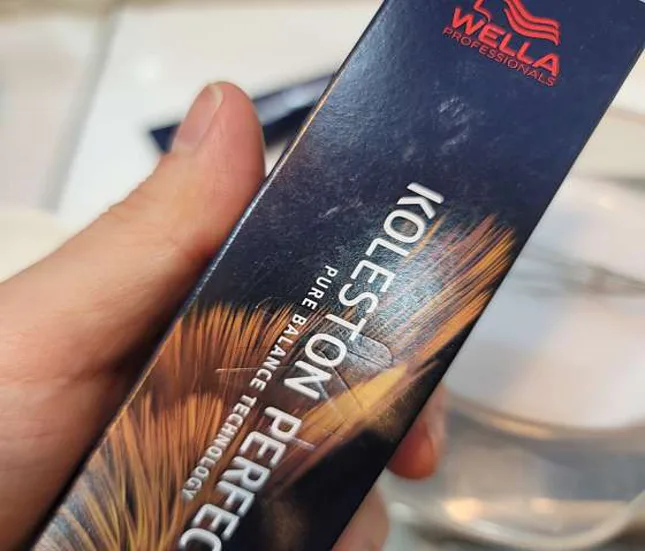 WELLA
PROFESSIONALS
KOLESTON PERFEC
PURE BALANCE TECHNOLOGY